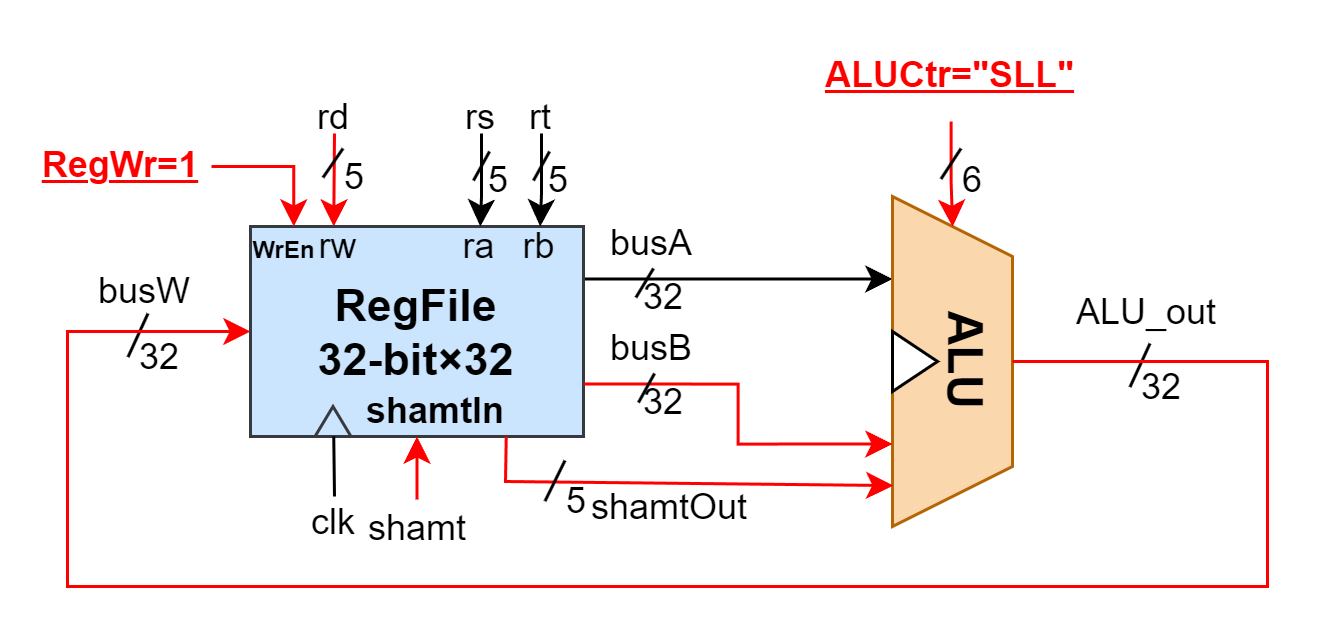 ALUCtr="SLL"
rd
rs
rt
RegWr=1
5
5
5
6
WrEn
rw
ra
rb
busA
32
busW
32
RegFile
32-bit×32
busB
32
ALU
ALU_out
32
shamtIn
5
shamtOut
clk
shamt